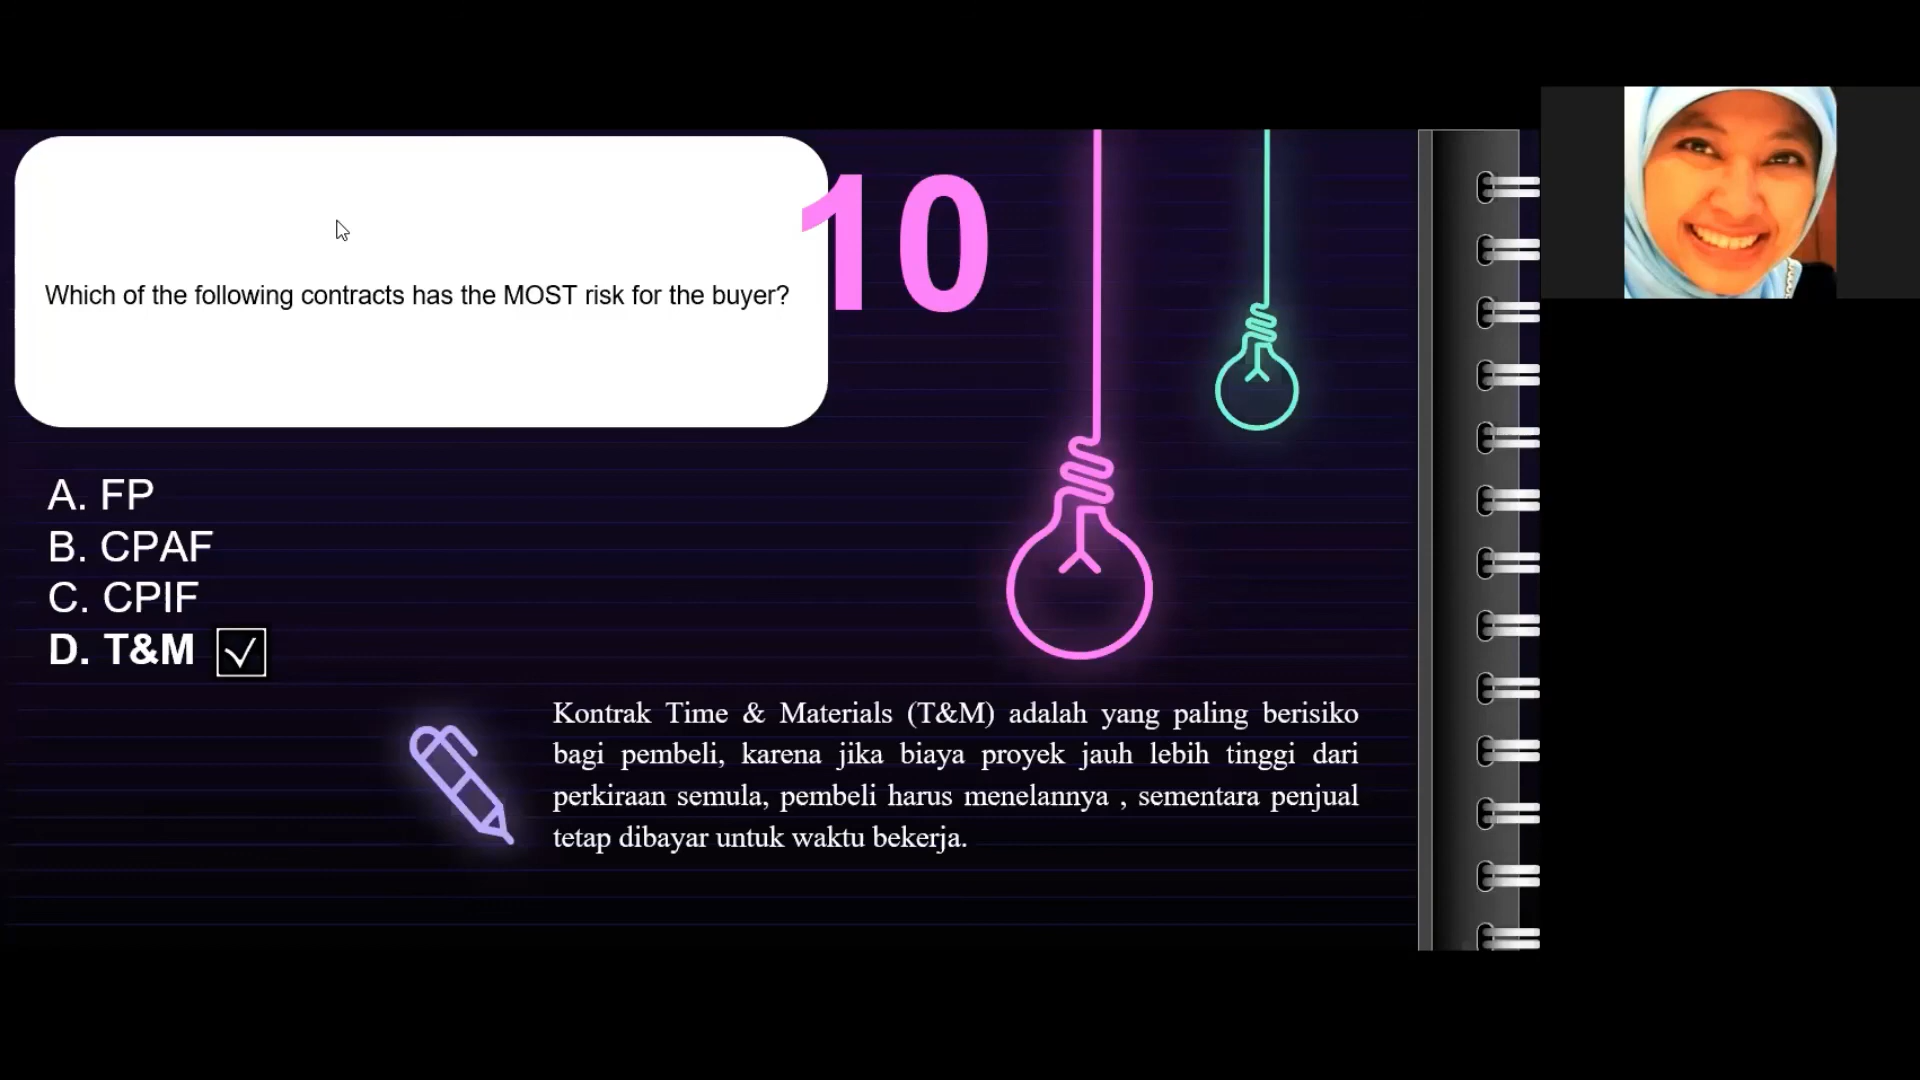 Which of the following contracts has the MOST risk for the buyer?
10
A. FP
B. CPAF
C. CPIF
D. T&M
Kontrak Time & Materials (T&M) adalah yang paling berisiko
bagi pembeli, karena jika biaya proyek jauh lebih tinggi dari
perkiraan semula, pembeli harus menelannya , sementara penjual
tetap dibayar untuk waktu bekerja.